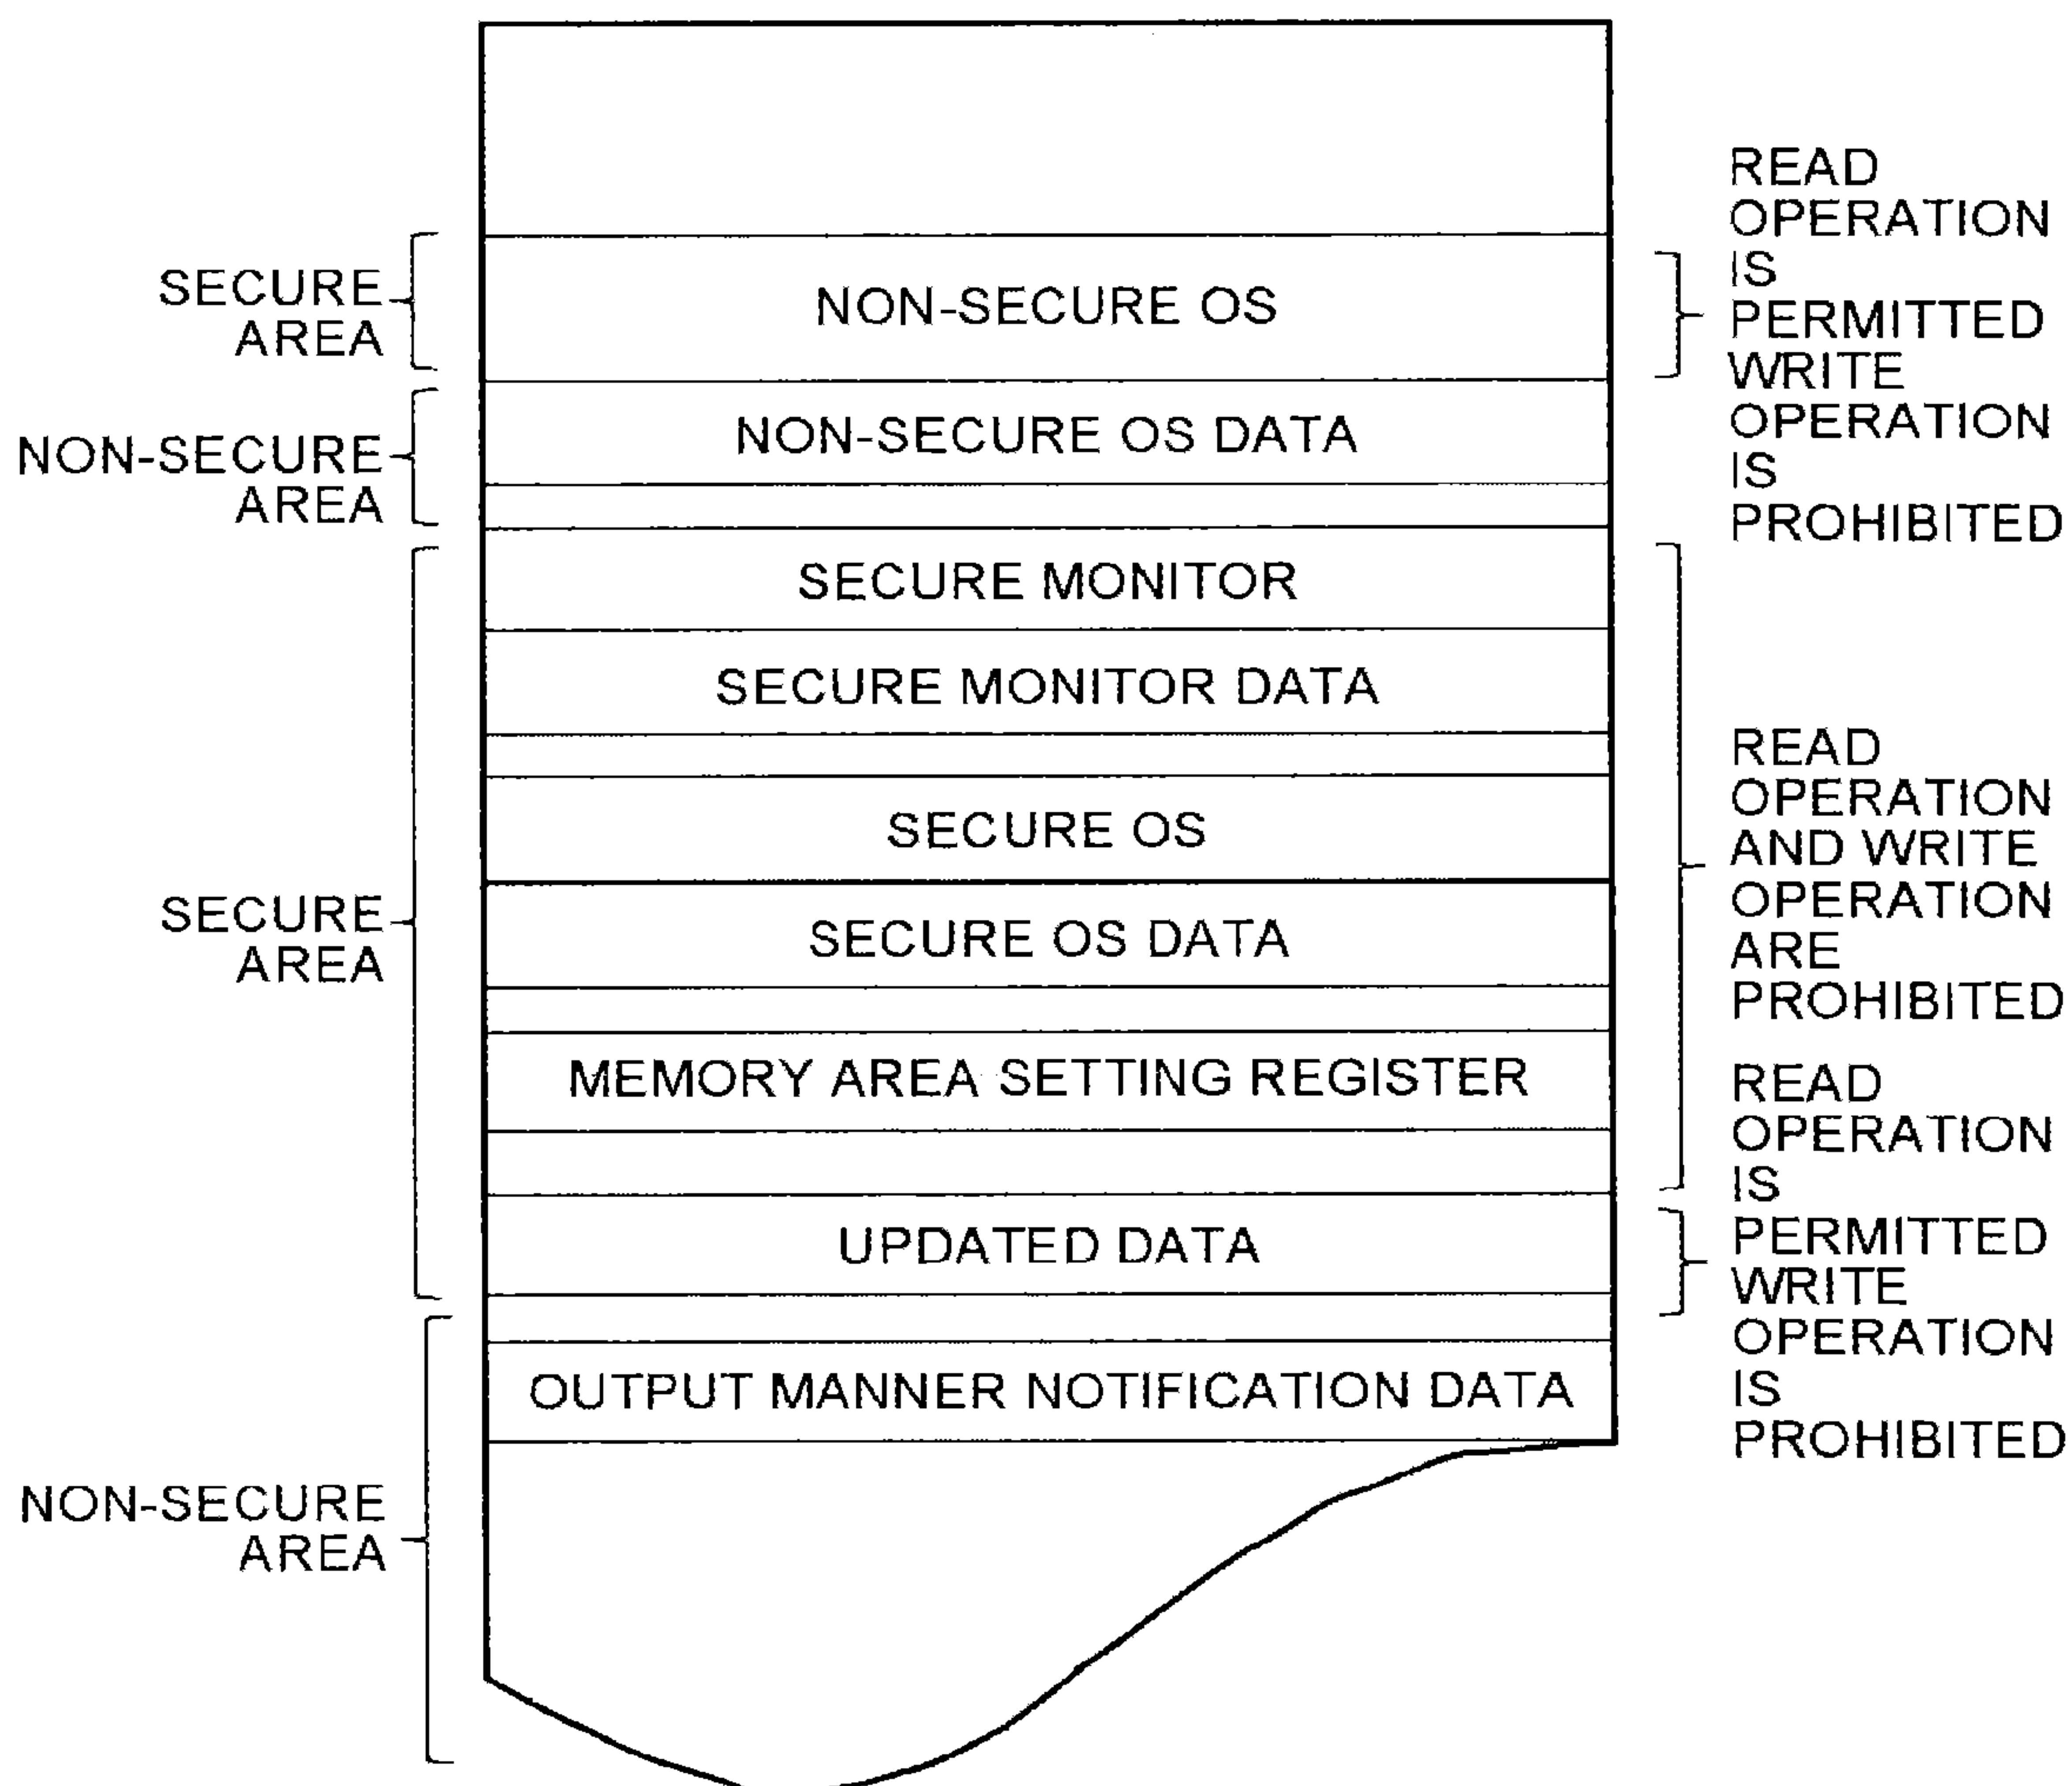 SECURE
AREA
NON-SECURE
AREA
SECURE
AREA
NON-SECURE
AREA
NON-SECURE OS
NON-SECURE OS DATA
SECURE MONITOR
SECURE MONITOR DATA
SECURE OS
SECURE OS DATA
MEMORY AREA SETTING REGISTER
UPDATED DATA
OUTPUT MANNER NOTIFICATION DATA
READ
OPERATION
IS
PERMITTED
WRITE
OPERATION
IS
PROHIBITED
READ
OPERATION
AND WRITE
OPERATION
ARE
PROHIBITED
READ
OPERATION
IS
PERMITTED
WRITE
OPERATION
IS
PROHIBITED